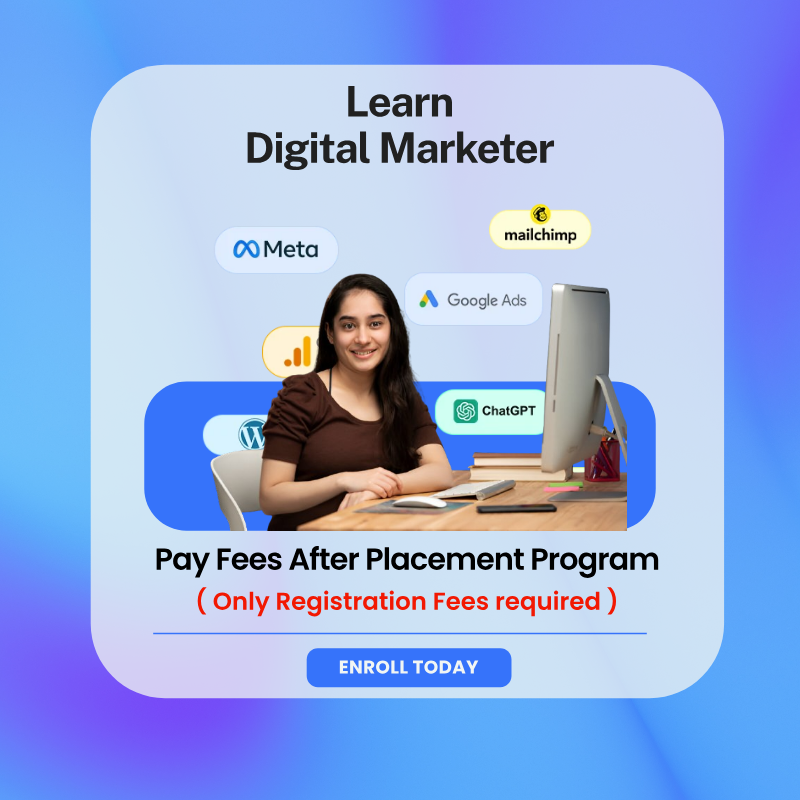 Learn
Digital Marketer
mailchimp
Meta
Google Ads
ChatGPT
W
Pay Fees After Placement Program
( Only Registration Fees required )
ENROLL TODAY